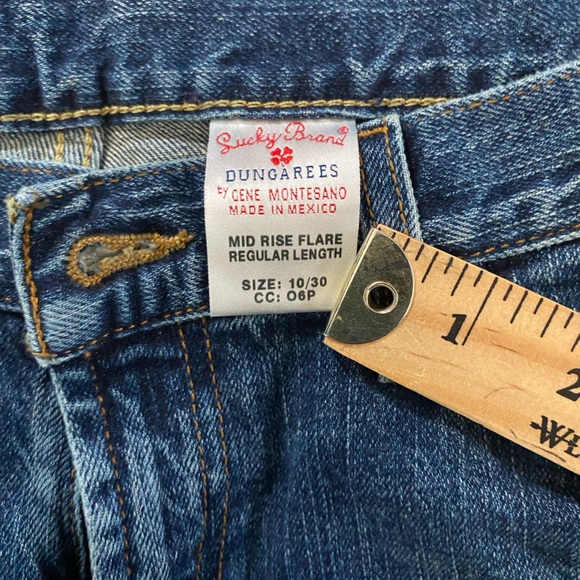 Lucky Brand®
DUNGAREES
by GENE MONTESANO
MADE IN MEXICO
MID RISE FLARE
REGULAR LENGTH
SIZE: 10/30
CC: O6P
1
2